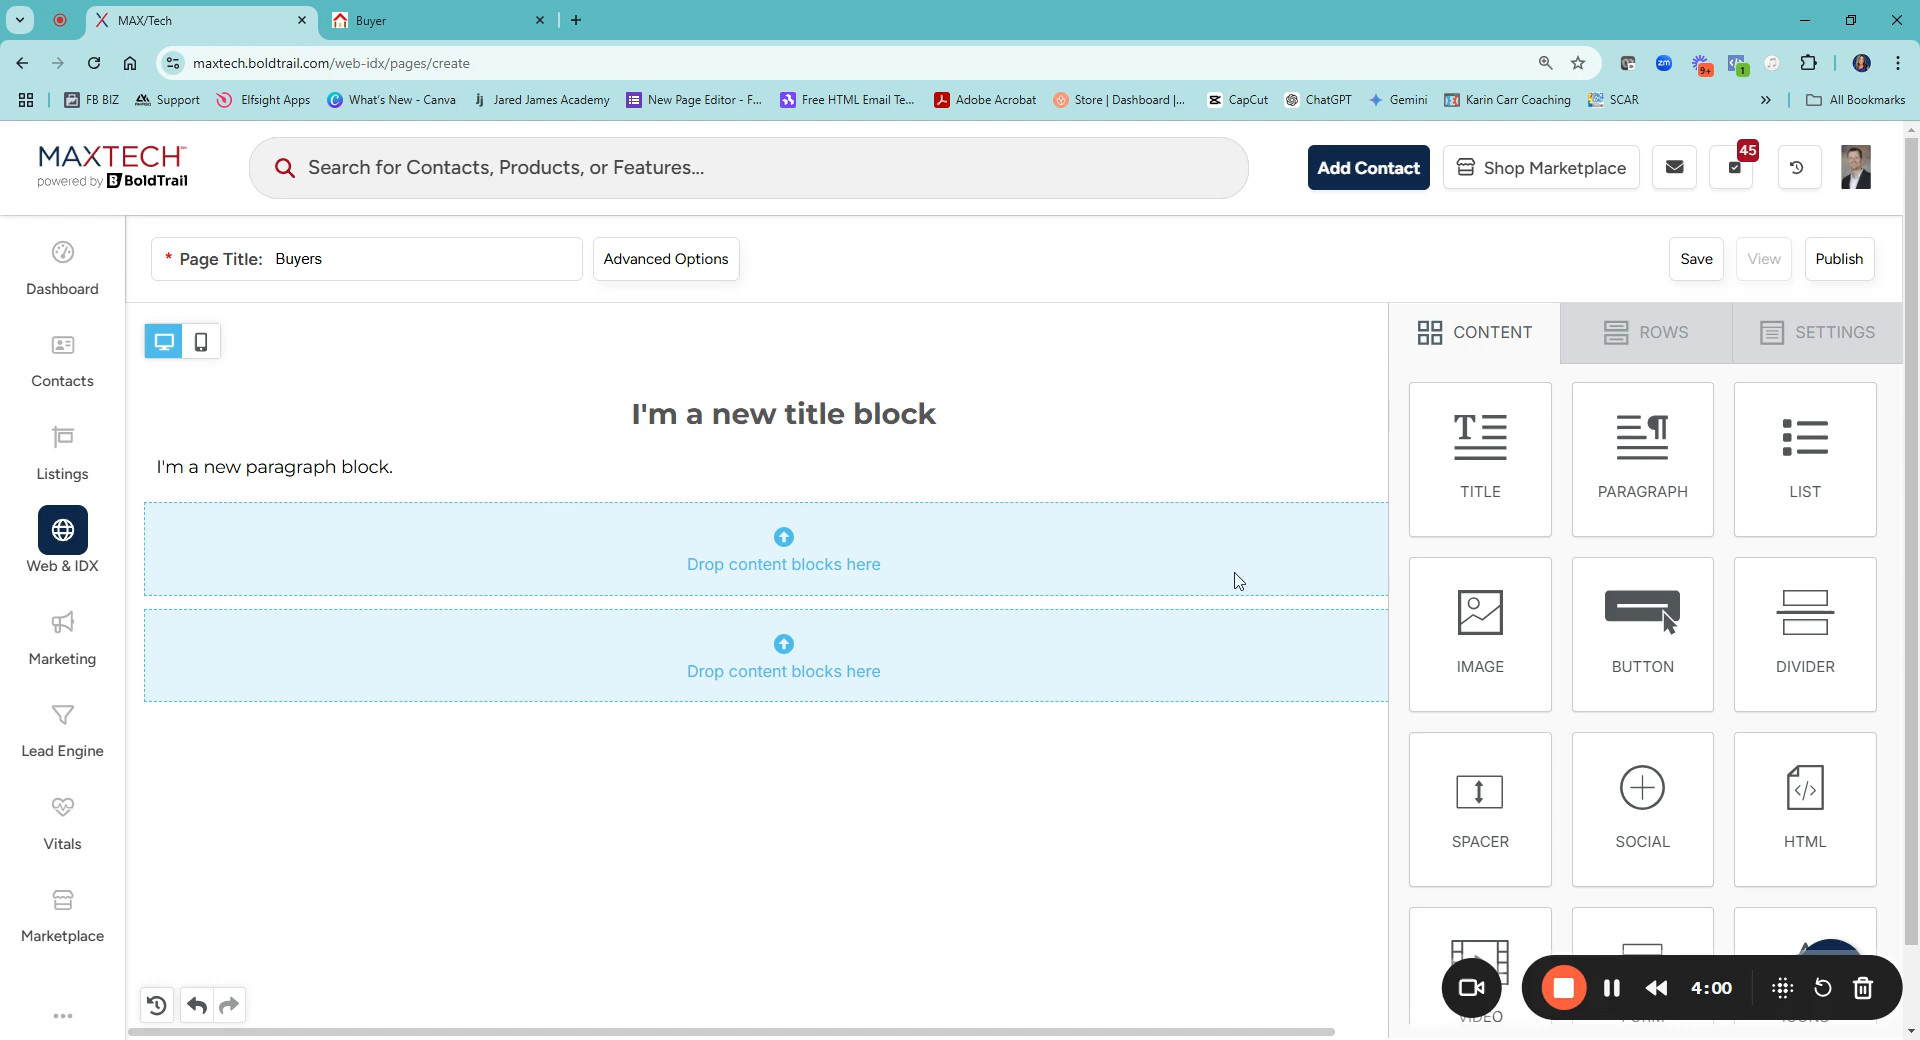 MAX/Tech
Buyer
maxtech.boldtrail.com/web-idx/pages/create
9+
1
zm
FB BIZ
Support
Elfsight Apps
What's New - Canva
Jared James Academy
New Page Editor - F...
Free HTML Email Te...
Adobe Acrobat
Store | Dashboard |...
CapCut
ChatGPT
Gemini
Karin Carr Coaching
SCAR
»
All Bookmarks
MAXTECH
powered by BoldTrail
Search for Contacts, Products, or Features...
Add Contact
Shop Marketplace
45
* Page Title: Buyers
Advanced Options
Save
View
Publish
Dashboard
Contacts
Listings
Web & IDX
Marketing
Lead Engine
Vitals
Marketplace
I'm a new title block
I'm a new paragraph block.
Drop content blocks here
Drop content blocks here
CONTENT
ROWS
SETTINGS
TITLE
PARAGRAPH
LIST
IMAGE
BUTTON
DIVIDER
SPACER
SOCIAL
HTML
VIDEO
4:00